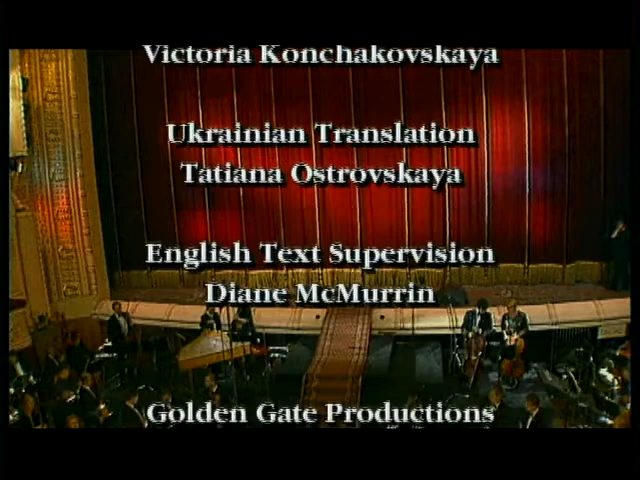 Victoria Konchakovskaya
Ukrainian Translation
Tatiana Ostrovskaya
English Text Supervision
Diane McMurrin
Golden Gate Productions